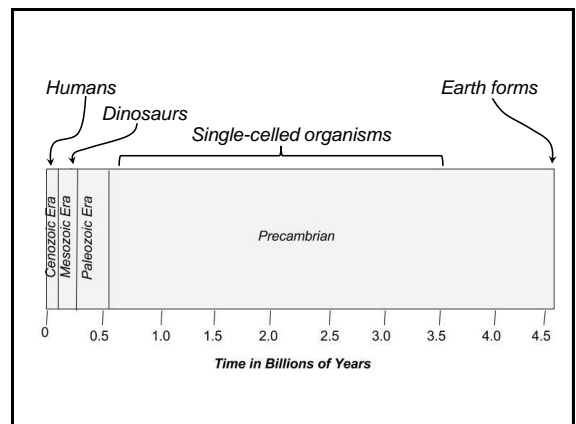 Humans
Earth forms
Dinosaurs
Single-celled organisms
Cenozoic Era
Mesozoic Era
Paleozoic Era
Precambrian
0 0.5 1.0 1.5 2.0 2.5 3.0 3.5 4.0 4.5
Time in Billions of Years